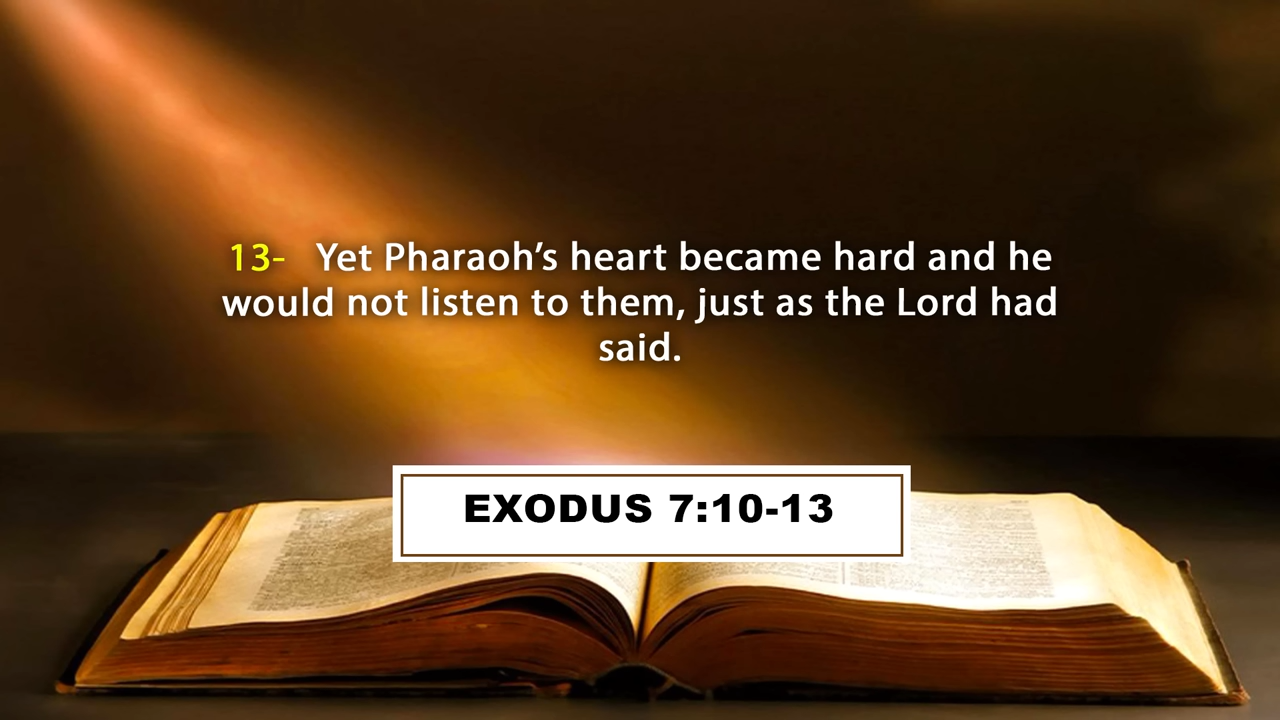 13- Yet Pharaoh’s heart became hard and he
would not listen to them, just as the Lord had
said.
EXODUS 7:10-13